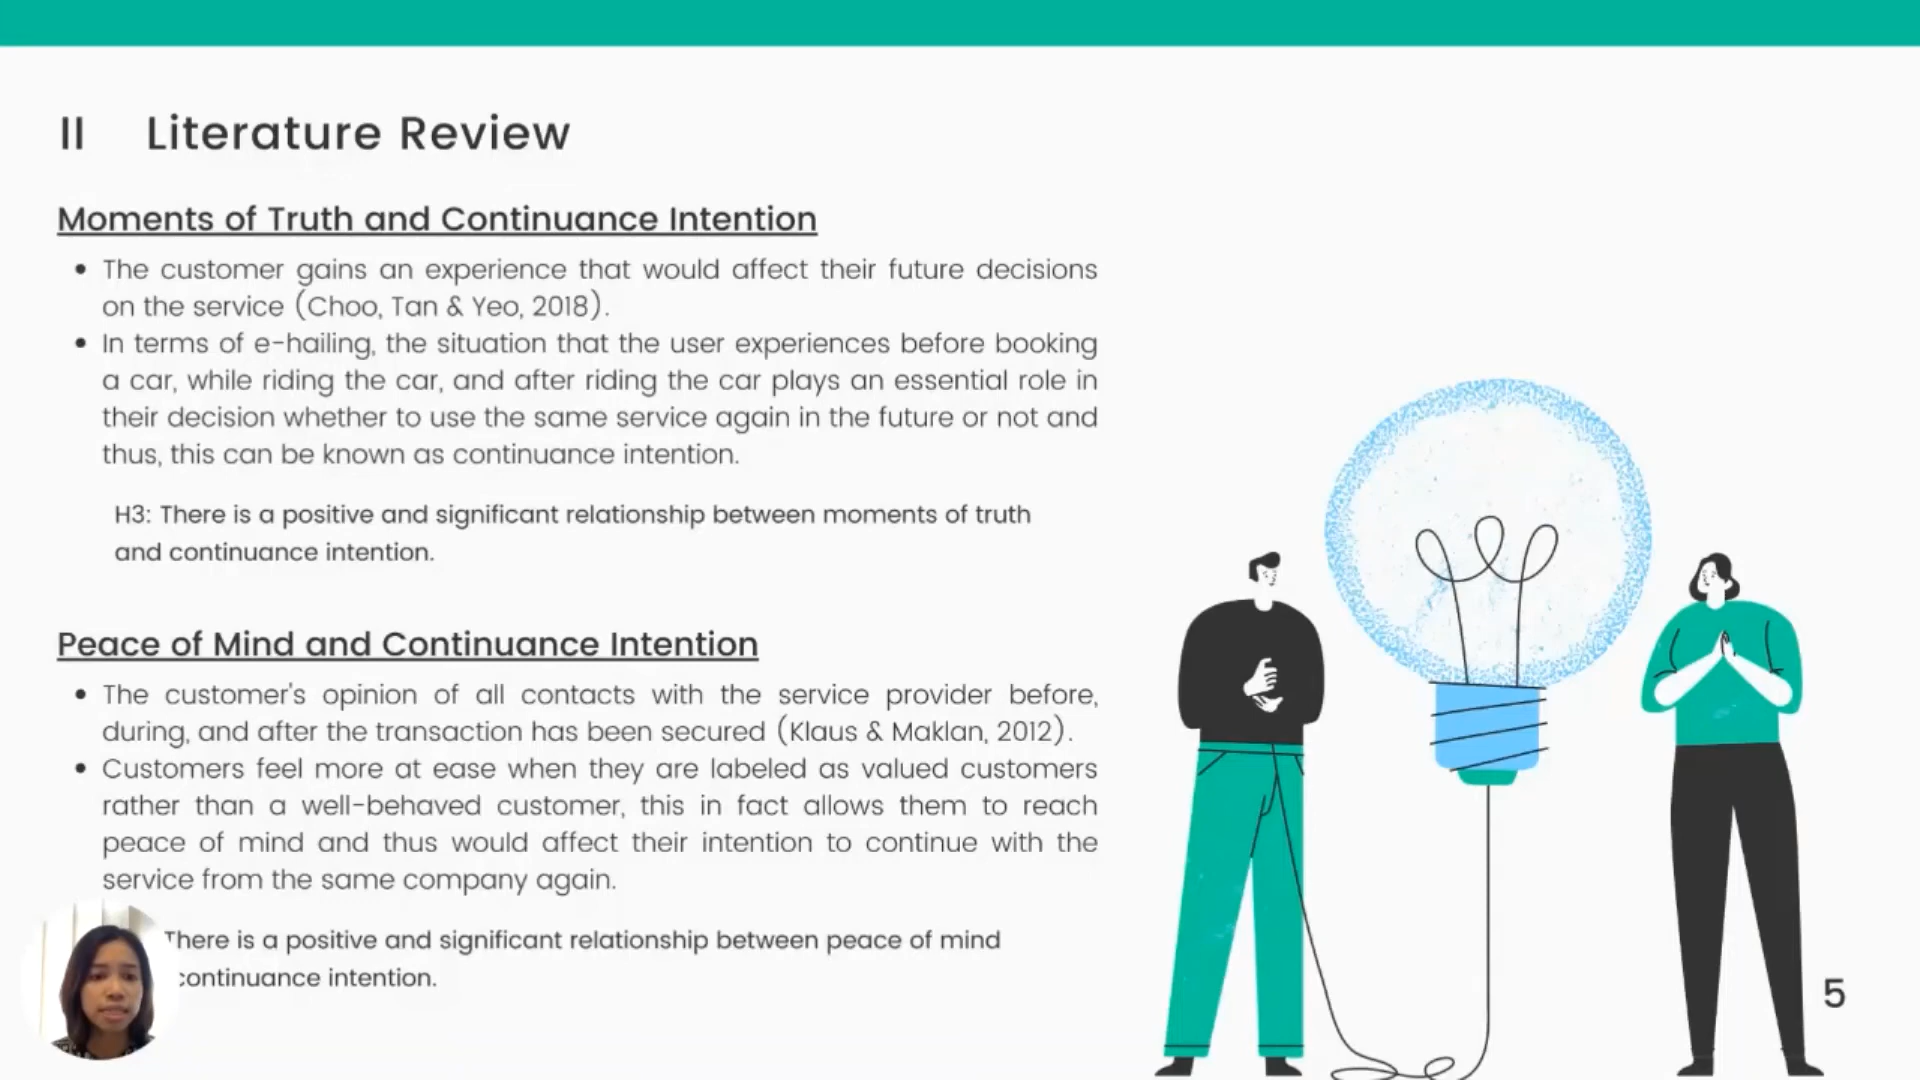 II Literature Review
Moments of Truth and Continuance Intention
• The customer gains an experience that would affect their future decisions
on the service (Choo, Tan & Yeo, 2018).
• In terms of e-hailing, the situation that the user experiences before booking
a car, while riding the car, and after riding the car plays an essential role in
their decision whether to use the same service again in the future or not and
thus, this can be known as continuance intention.
H3: There is a positive and significant relationship between moments of truth
and continuance intention.
Peace of Mind and Continuance Intention
• The customer's opinion of all contacts with the service provider before,
during, and after the transaction has been secured (Klaus & Maklan, 2012).
• Customers feel more at ease when they are labeled as valued customers
rather than a well-behaved customer, this in fact allows them to reach
peace of mind and thus would affect their intention to continue with the
service from the same company again.
There is a positive and significant relationship between peace of mind
continuance intention.
5